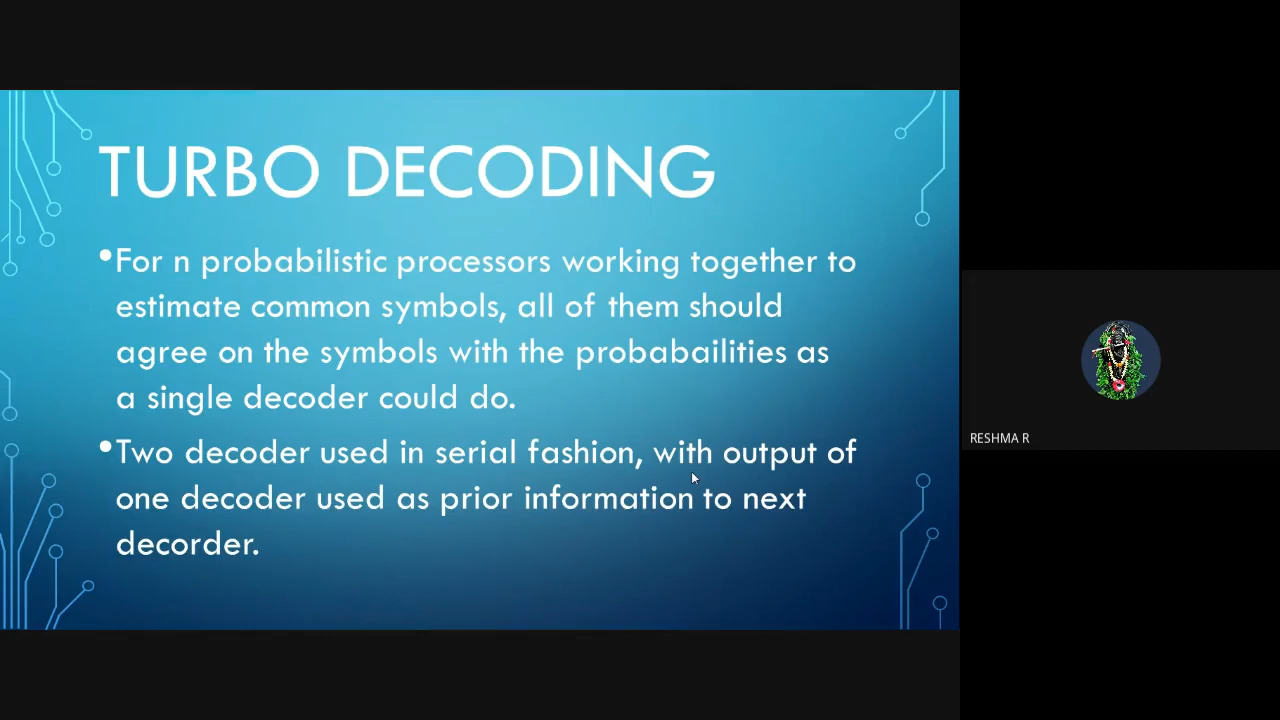 TURBO DECODING
•For n probabilistic processors working together to
estimate common symbols, all of them should
agree on the symbols with the probabailities as
a single decoder could do.
•Two decoder used in serial fashion, with output of
one decoder used as prior information to next
decorder.
RESHMA R